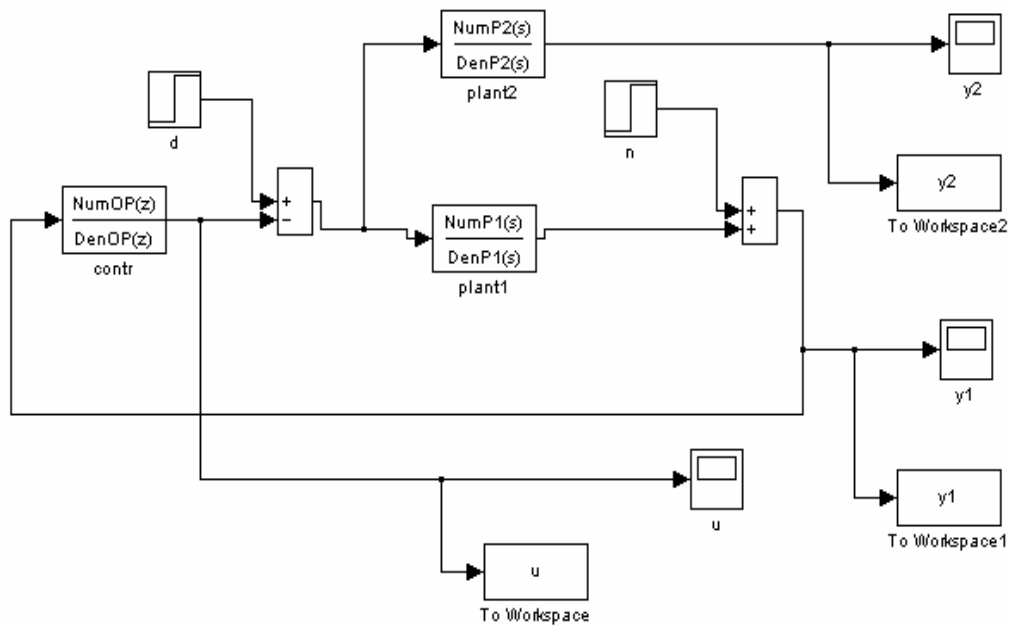 NumP2(s)
DenP2(s)
plant2
y2
d
n
y2
To Workspace2
NumOP(z)
DenOP(z)
contr
+
−
NumP1(s)
DenP1(s)
plant1
+
+
y1
u
y1
To Workspace1
u
To Workspace